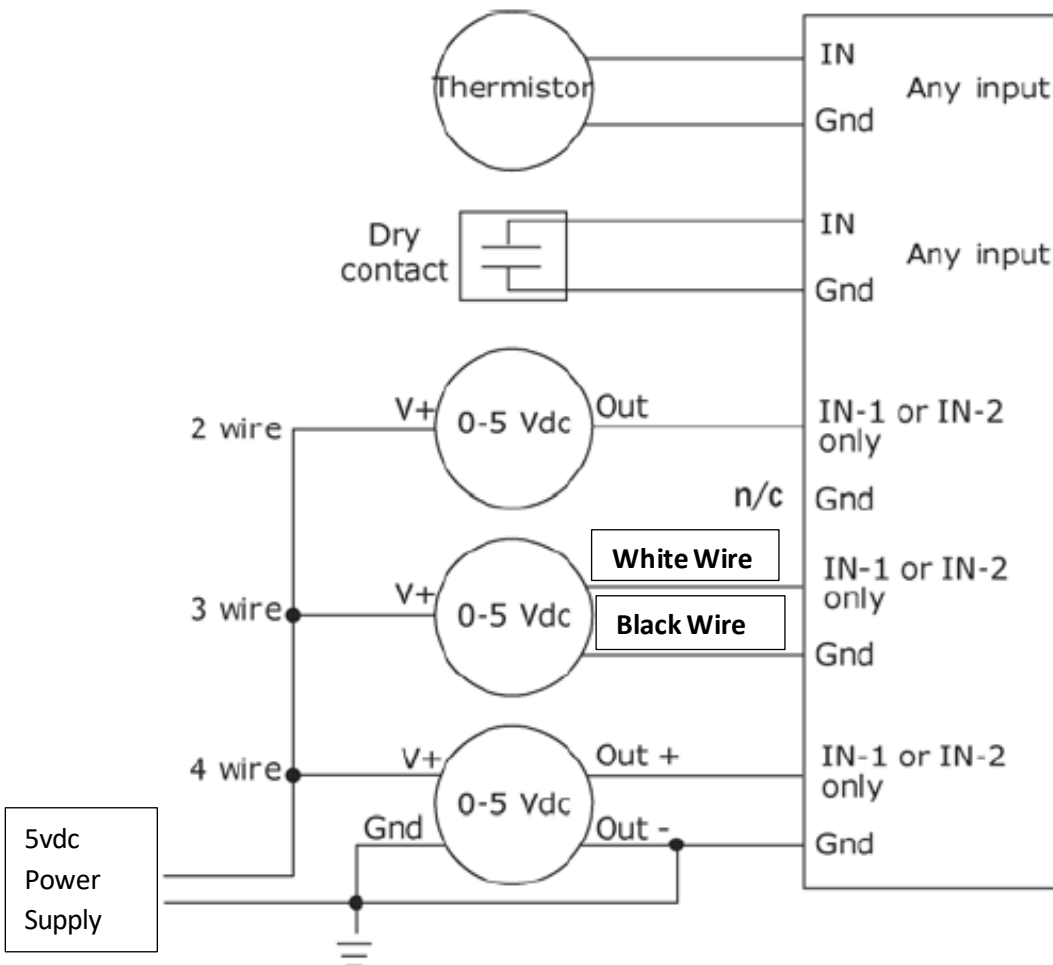 Thermistor
IN
Any input
Gnd
Dry
contact
IN
Any input
Gnd
2 wire
V+
0-5 Vdc
Out
IN-1 or IN-2
only
n/c
Gnd
3 wire
V+
0-5 Vdc
White Wire
Black Wire
IN-1 or IN-2
only
Gnd
4 wire
V+
Gnd
0-5 Vdc
Out +
Out -
IN-1 or IN-2
only
Gnd
5vdc
Power
Supply